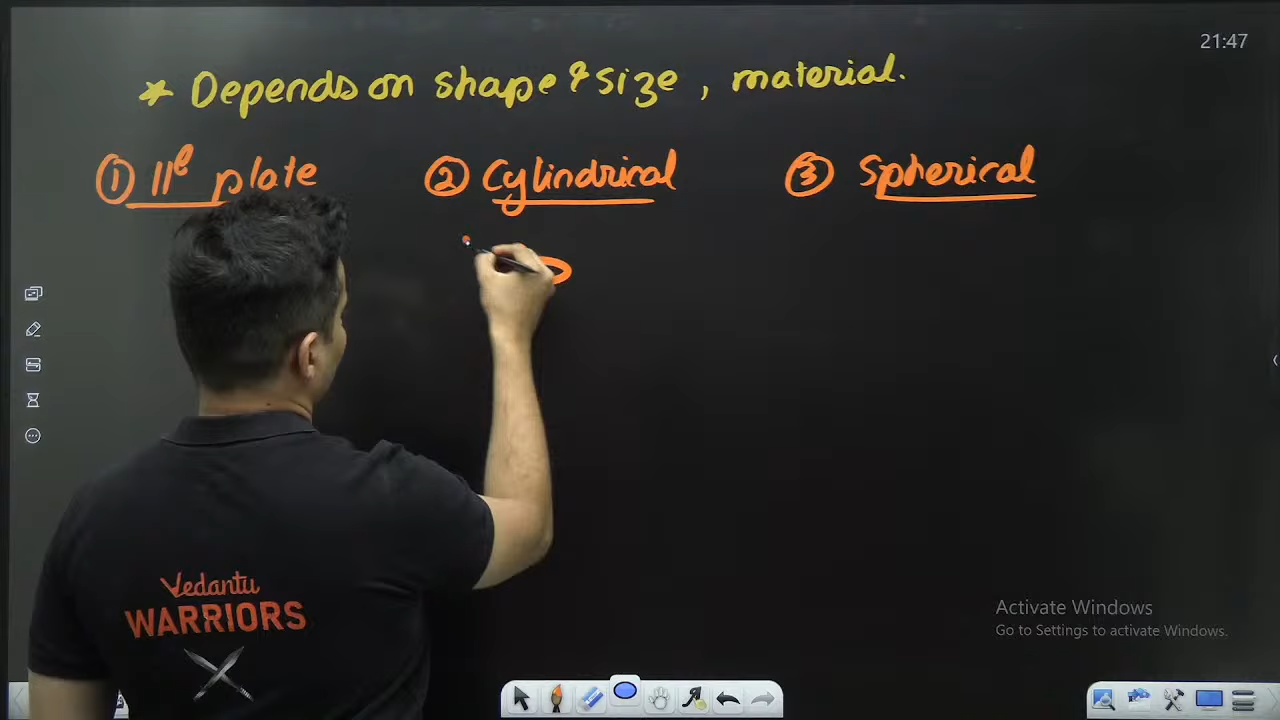 21:47
* Depends on shape & size, material.
① ||el plate ② Cylindrical ③ Spherical
Vedantu
WARRIORS
Activate Windows
Go to Settings to activate Windows.